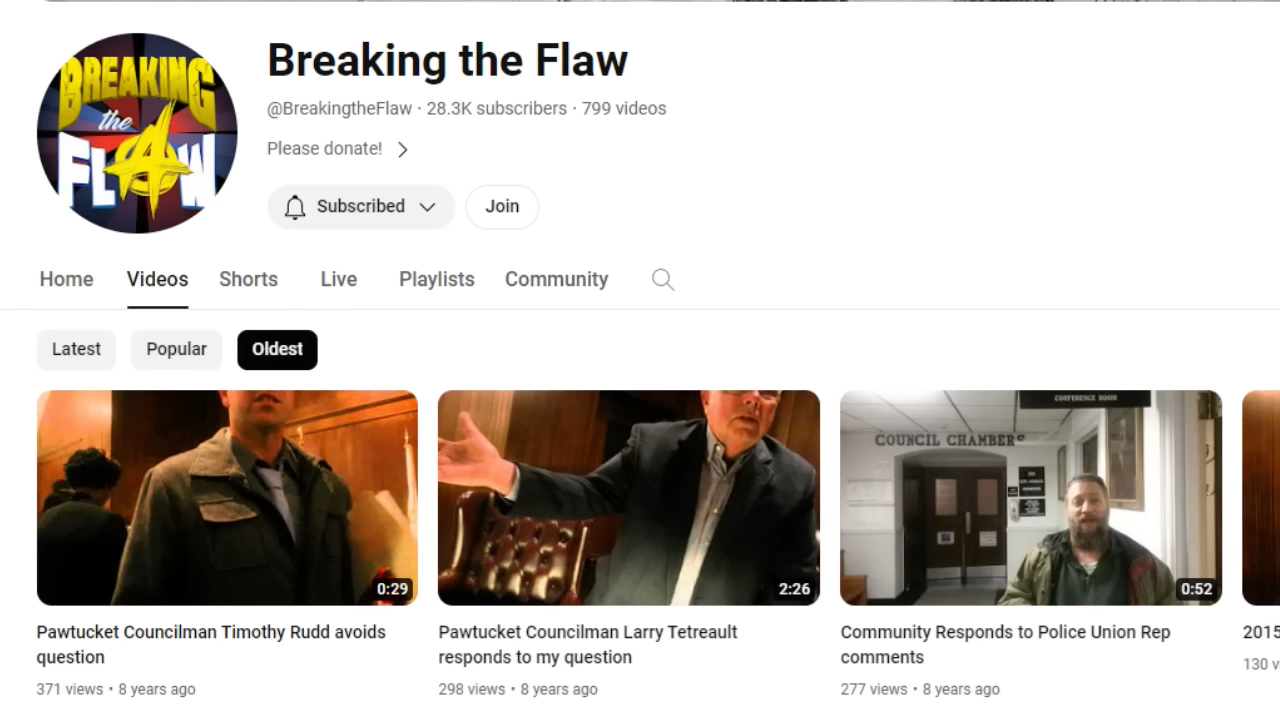 BREAKING
the
FLAW
Breaking the Flaw
@BreakingtheFlaw · 28.3K subscribers · 799 videos
Please donate!
Subscribed
Join
Home
Videos
Shorts
Live
Playlists
Community
Latest
Popular
Oldest
CONFERENCE ROOM
COUNCIL CHAMBERS
0:29
2:26
0:52
Pawtucket Councilman Timothy Rudd avoids
question
371 views • 8 years ago
Pawtucket Councilman Larry Tetreault
responds to my question
298 views • 8 years ago
Community Responds to Police Union Rep
comments
277 views • 8 years ago
2015
130 v